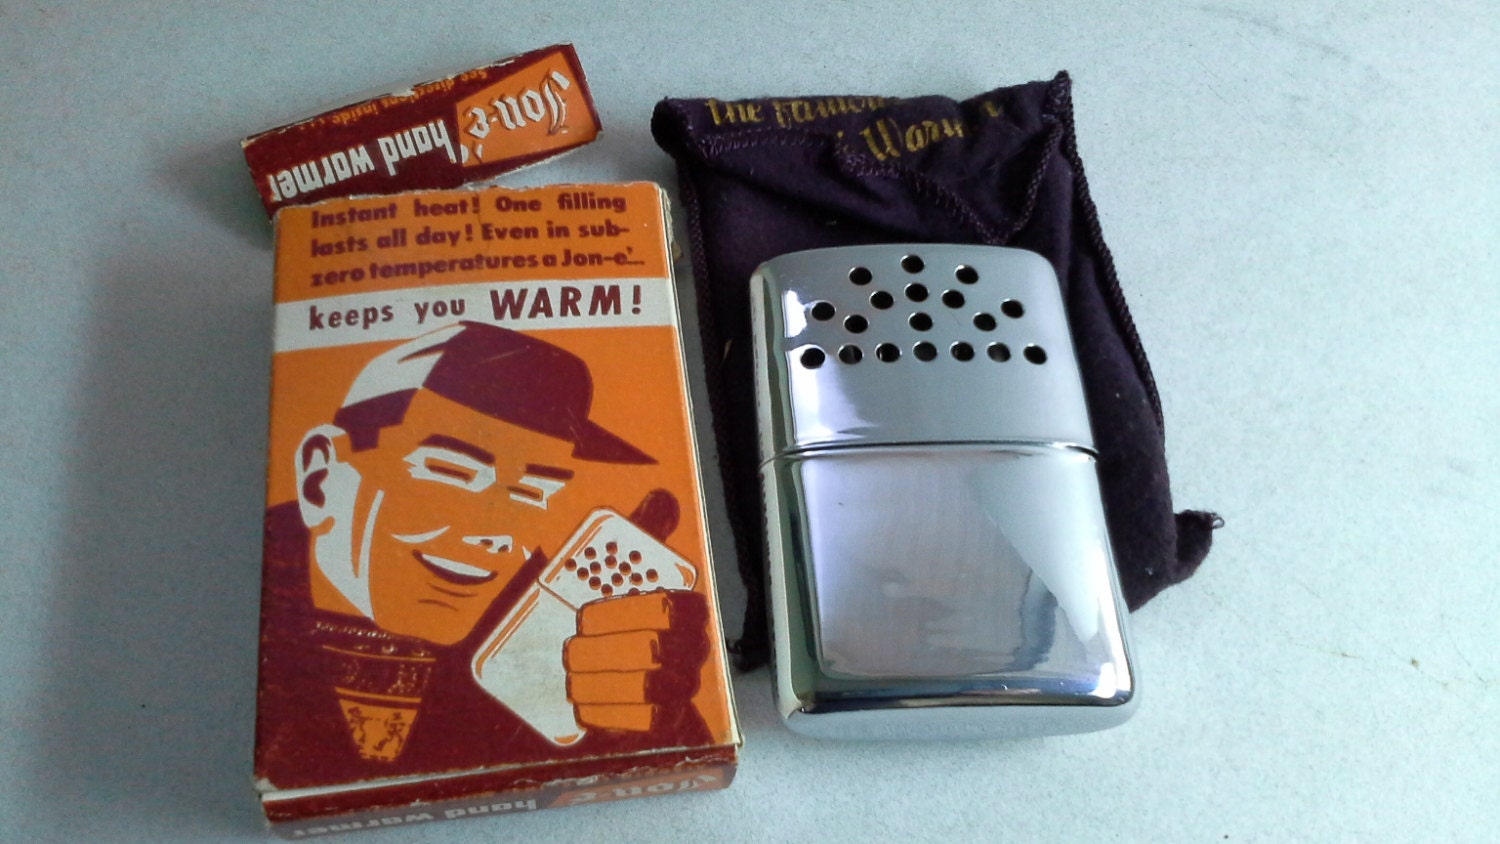 Jon-e
hand warmer
See directions inside
Instant heat! One filling
lasts all day! Even in sub-
zero temperatures a Jon-e'...
keeps you WARM!
Jon-e
hand warmer
the famous
Warm